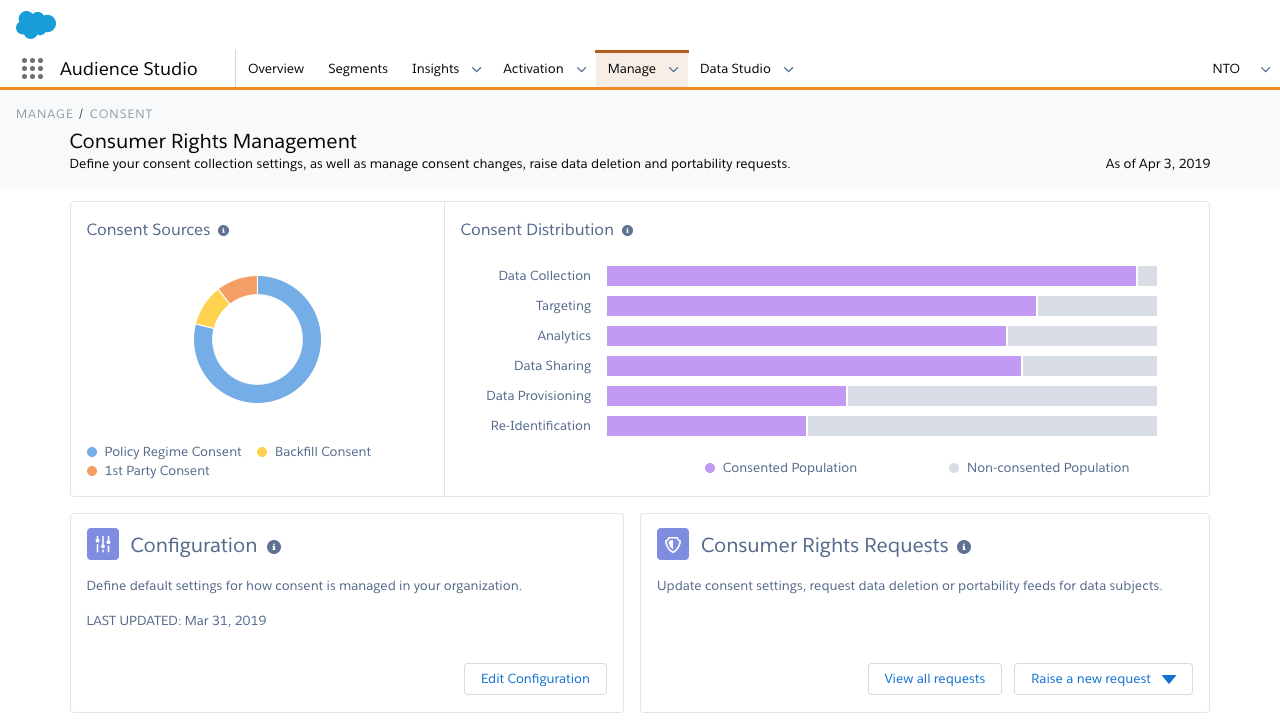 Audience Studio
Overview
Segments
Insights
Activation
Manage
Data Studio
NTO
MANAGE / CONSENT
Consumer Rights Management
Define your consent collection settings, as well as manage consent changes, raise data deletion and portability requests.
As of Apr 3, 2019
Consent Sources
Policy Regime Consent
Backfill Consent
1st Party Consent
Consent Distribution
Data Collection
Targeting
Analytics
Data Sharing
Data Provisioning
Re-Identification
Consented Population
Non-consented Population
Configuration
Define default settings for how consent is managed in your organization.
LAST UPDATED: Mar 31, 2019
Edit Configuration
Consumer Rights Requests
Update consent settings, request data deletion or portability feeds for data subjects.
View all requests
Raise a new request